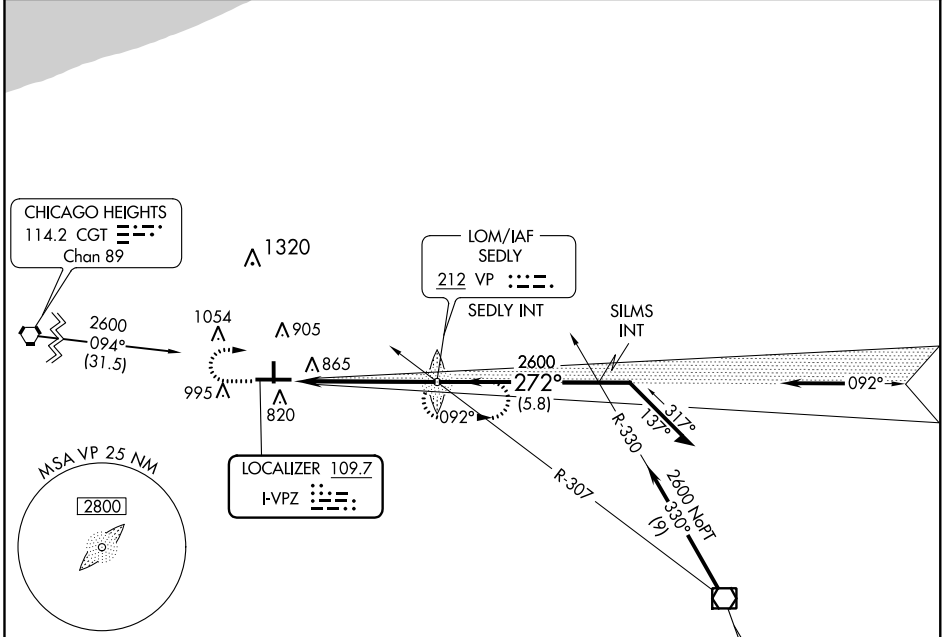 CHICAGO HEIGHTS
114.2 CGT
Chan 89
2600
094°
(31.5)
1320
1054
905
865
995
820
LOM/IAF
SEDLY
212 VP
SEDLY INT
SILMS
INT
2600
272°
(5.8)
092°
092°
317°
137°
R-330
R-307
2600 NoPT
330°
(9)
LOCALIZER 109.7
I-VPZ
MSA VP 25 NM
2800